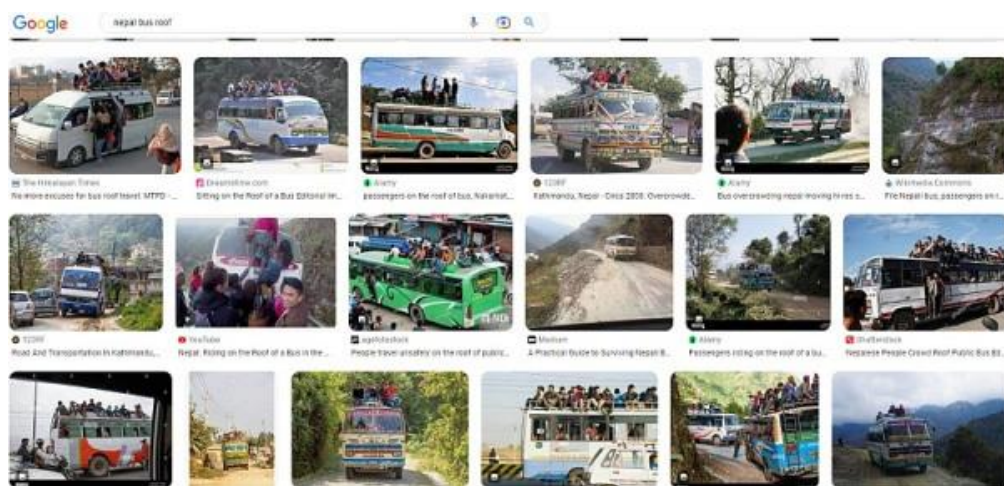 Google
nepal bus roof
The Himalayan Times
No more excuses for bus roof travel: MTPD -...
Dreamstime.com
Sitting on the Roof of a Bus Editorial Im...
Alamy
passengers on the roof of bus, Nakarkot,...
123RF
Kathmandu, Nepal - Circa 2008. Overcrowde...
Alamy
Bus overcrowding nepal moving hi-res s...
Wikimedia Commons
File:Nepali bus, passengers on
123RF
Road And Transportation In Kathmandu,...
YouTube
Nepal: Riding on the Roof of a Bus in the...
agefotostock
People travel unsafely on the roof of public...
Medium
A Practical Guide to Surviving Nepali B...
Alamy
Passengers riding on the roof of a bu...
Shutterstock
Nepalese People Crowd Roof Public Bus